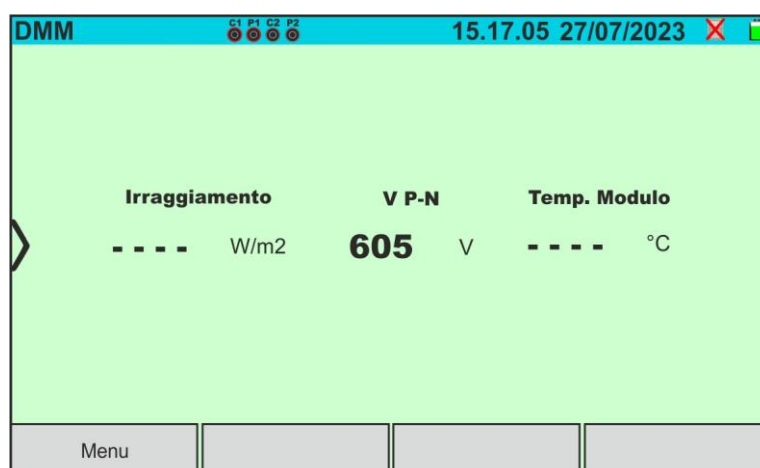 DMM C1 P1 C2 P2 15.17.05 27/07/2023
Irraggiamento V P-N Temp. Modulo
- - - - W/m2 605 V - - - - °C
Menu